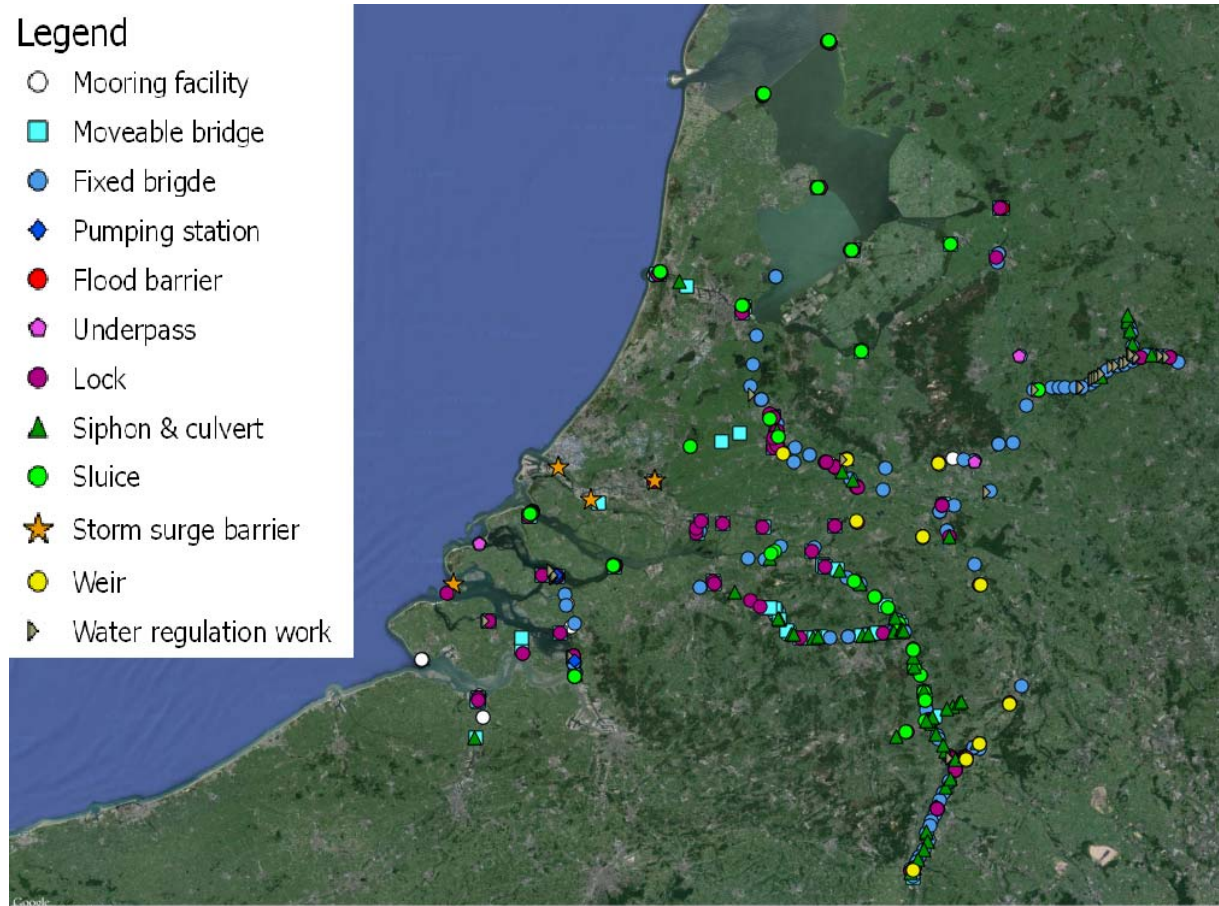 Legend
Mooring facility
Moveable bridge
Fixed brigde
Pumping station
Flood barrier
Underpass
Lock
Siphon & culvert
Sluice
Storm surge barrier
Weir
Water regulation work
Google